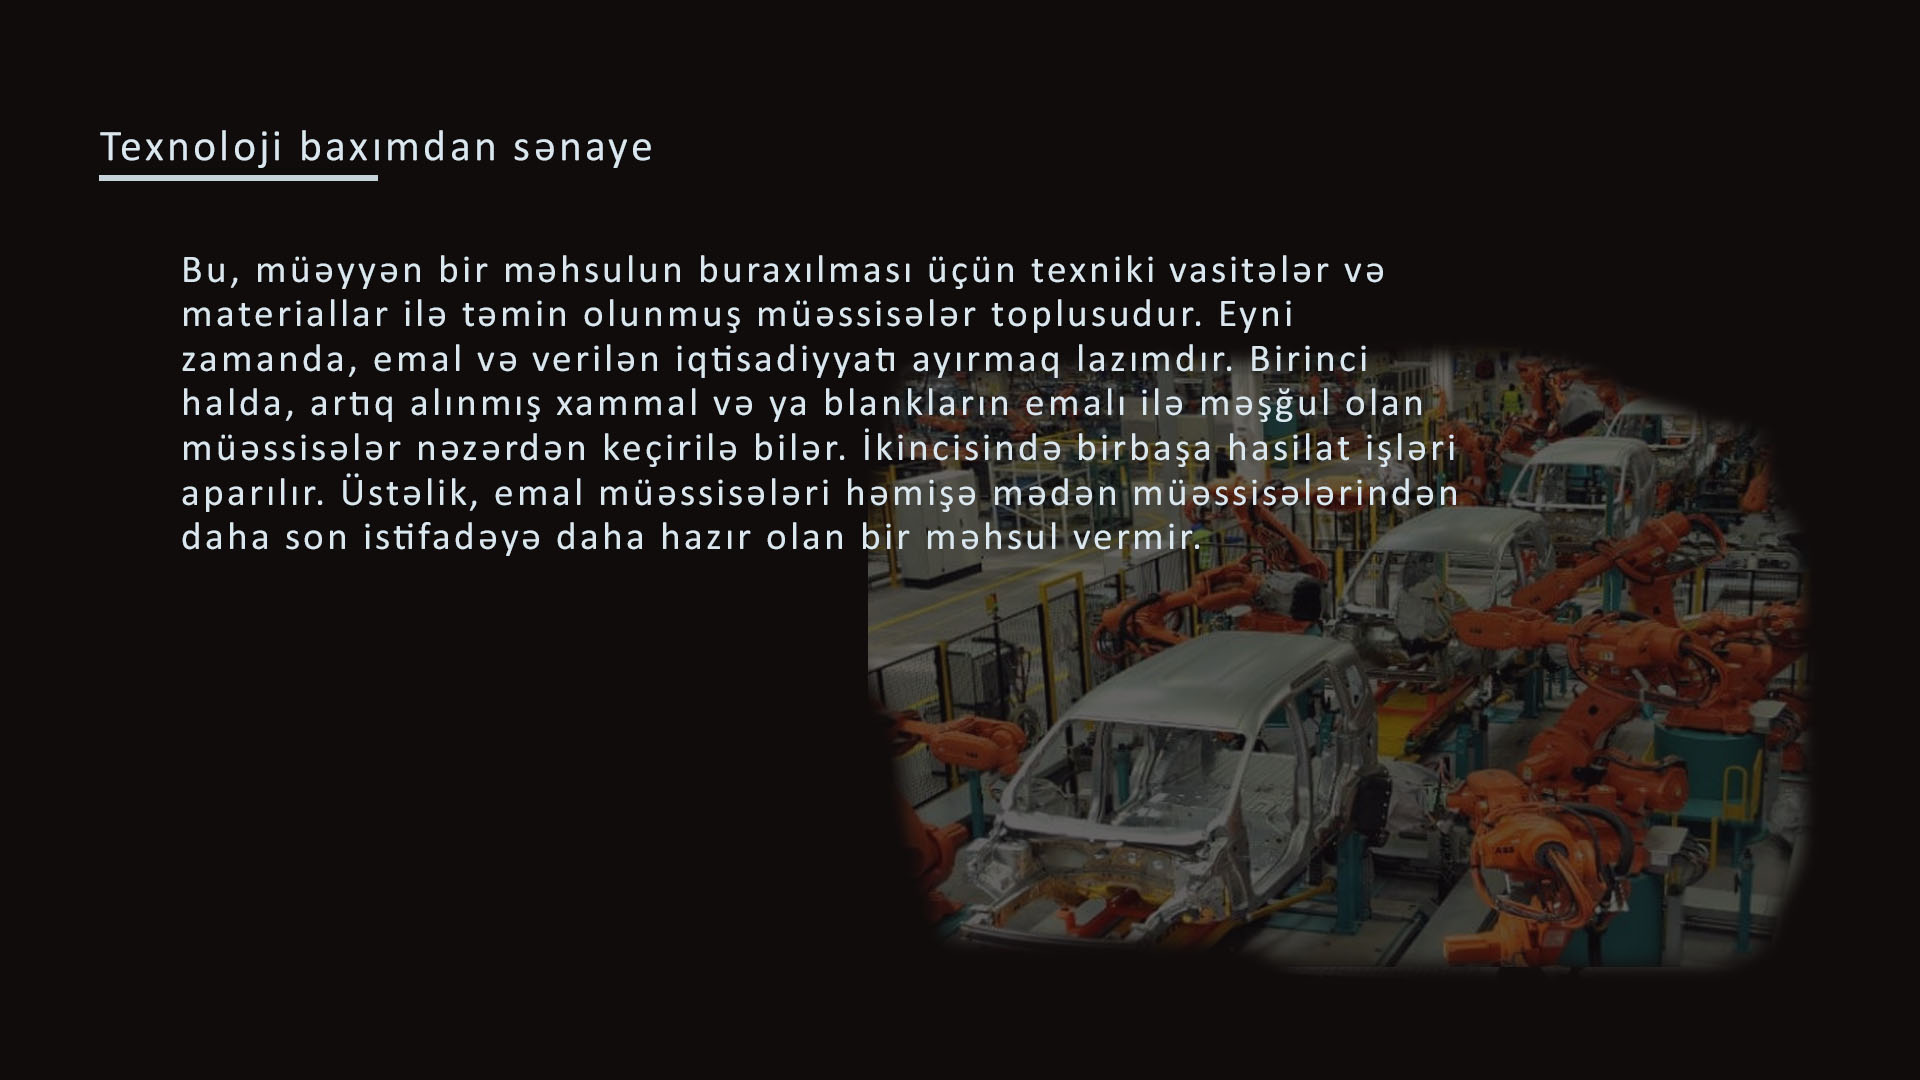 Texnoloji baxımdan sənaye
Bu, müəyyən bir məhsulun buraxılması üçün texniki vasitələr və
materiallar ilə təmin olunmuş müəssisələr toplusudur. Eyni
zamanda, emal və verilən iqtisadiyyatı ayırmaq lazımdır. Birinci
halda, artıq alınmış xammal və ya blankların emalı ilə məşğul olan
müəssisələr nəzərdən keçirilə bilər. İkincisində birbaşa hasilat işləri
aparılır. Üstəlik, emal müəssisələri həmişə mədən müəssisələrindən
daha son istifadəyə daha hazır olan bir məhsul vermir.
ABB